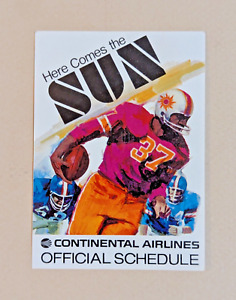 Here Comes the
SUN
37
CONTINENTAL AIRLINES
OFFICIAL SCHEDULE